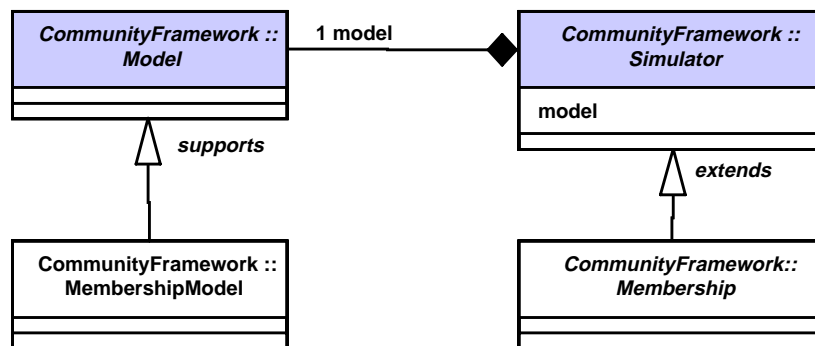 CommunityFramework ::
Model
1 model
CommunityFramework ::
Simulator
model
supports
extends
CommunityFramework ::
MembershipModel
CommunityFramework::
Membership